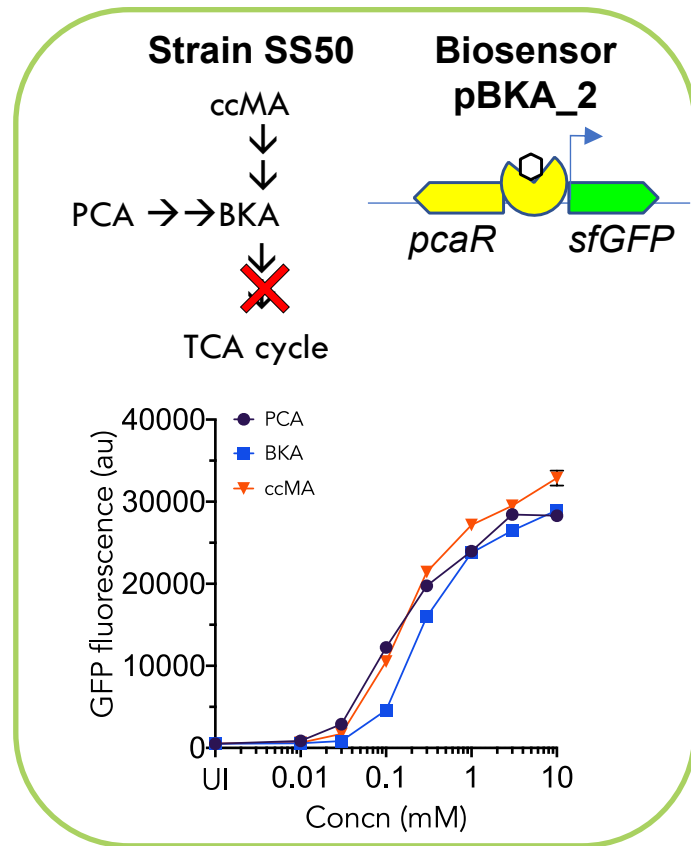 Strain SS50
ccMA
PCA →→BKA
TCA cycle
Biosensor
pBKA_2
pcaR
sfGFP
40000
30000
20000
10000
0
GFP fluorescence (au)
PCA
BKA
ccMA
UI
0.01
0.1
1
10
Concn (mM)